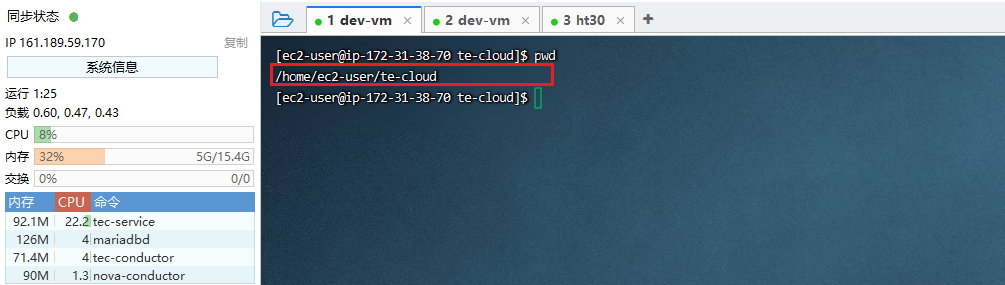 同步状态
IP 161.189.59.170 复制
系统信息
运行 1:25
负载 0.60, 0.47, 0.43
CPU 8%
内存 32% 5G/15.4G
交换 0% 0/0
内存 CPU 命令
92.1M 22.2 tec-service
126M 4 mariadbd
71.4M 4 tec-conductor
90M 1.3 nova-conductor
1 dev-vm × 2 dev-vm × 3 ht30 × +
[ec2-user@ip-172-31-38-70 te-cloud]$ pwd
/home/ec2-user/te-cloud
[ec2-user@ip-172-31-38-70 te-cloud]$